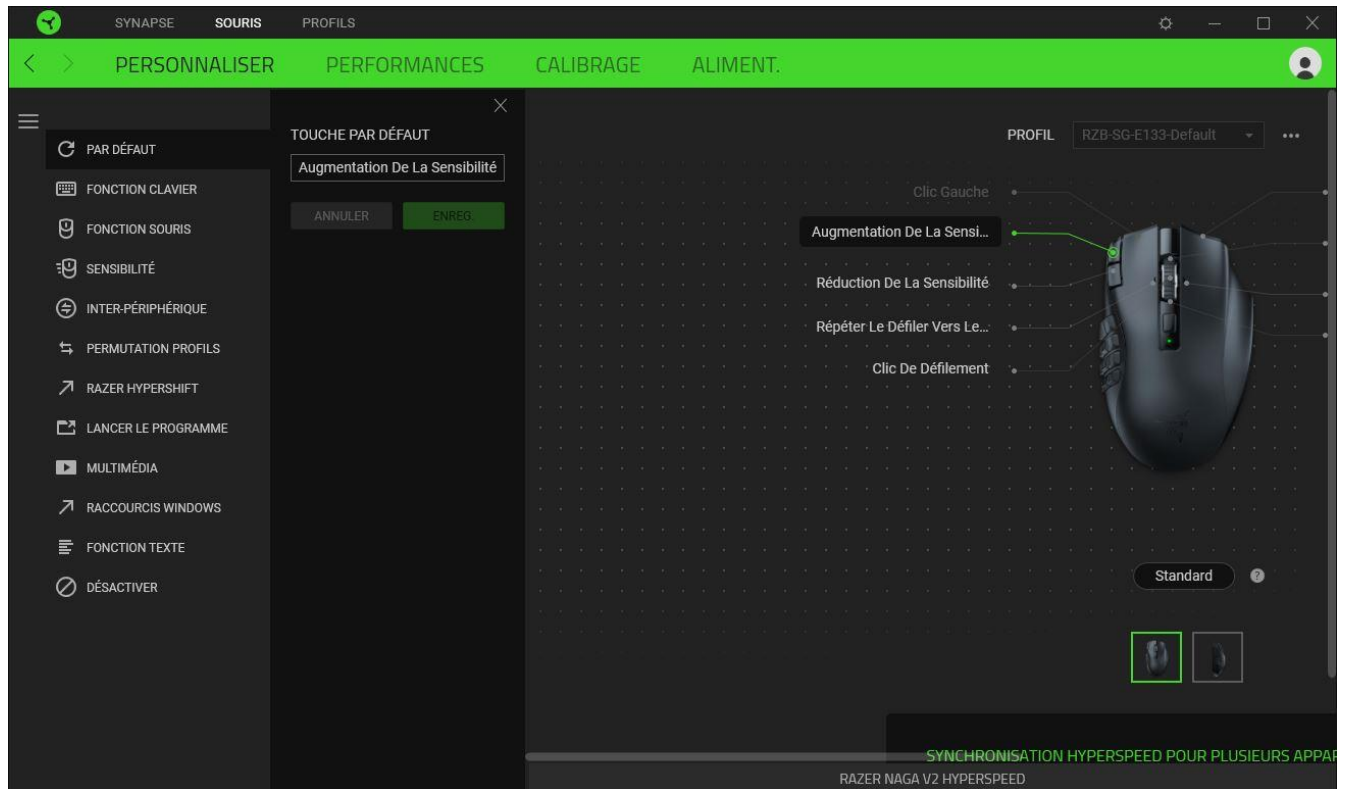 SYNAPSE SOURIS PROFILS
PERSONNALISER PERFORMANCES CALIBRAGE ALIMENT.
PAR DÉFAUT
FONCTION CLAVIER
FONCTION SOURIS
SENSIBILITÉ
INTER-PÉRIPHÉRIQUE
PERMUTATION PROFILS
RAZER HYPERSHIFT
LANCER LE PROGRAMME
MULTIMÉDIA
RACCOURCIS WINDOWS
FONCTION TEXTE
DÉSACTIVER
TOUCHE PAR DÉFAUT
Augmentation De La Sensibilité
ANNULER ENREG.
PROFIL RZB-SG-E133-Default
Clic Gauche
Augmentation De La Sensi...
Réduction De La Sensibilité
Répéter Le Défiler Vers Le...
Clic De Défilement
Standard ?
SYNCHRONISATION HYPERSPEED POUR PLUSIEURS APPAR
RAZER NAGA V2 HYPERSPEED